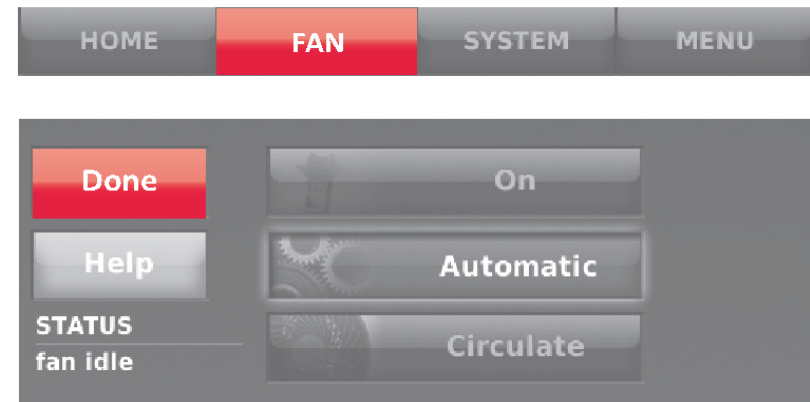 HOME FAN SYSTEM MENU
Done On
Help Automatic
STATUS
fan idle Circulate